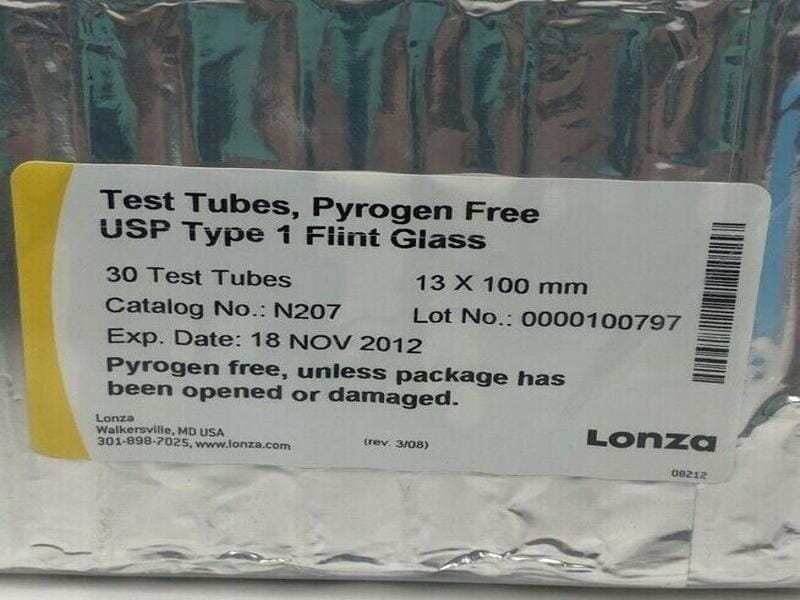 Test Tubes, Pyrogen Free
USP Type 1 Flint Glass
30 Test Tubes 13 X 100 mm
Catalog No.: N207 Lot No.: 0000100797
Exp. Date: 18 NOV 2012
Pyrogen free, unless package has
been opened or damaged.
Lonza
Walkersville, MD USA
301-898-7025, www.lonza.com (rev. 3/08)
Lonza
08212